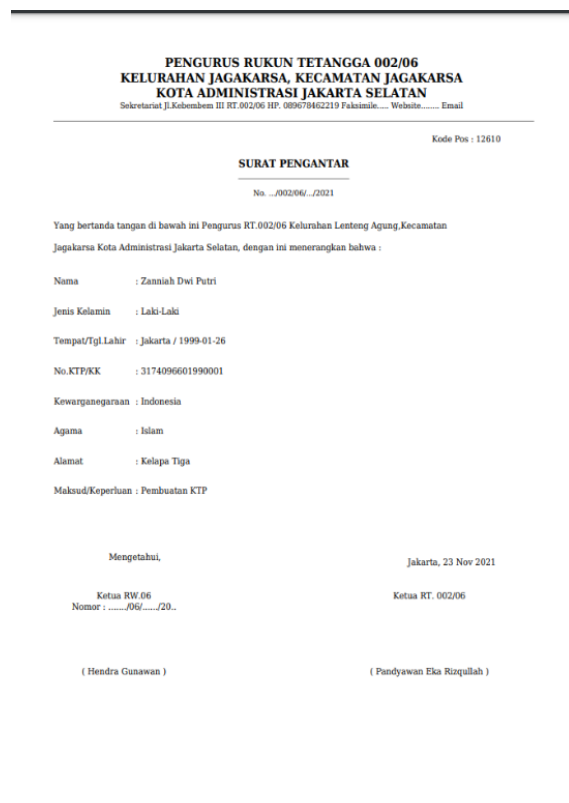 PENGURUS RUKUN TETANGGA 002/06
KELURAHAN JAGAKARSA, KECAMATAN JAGAKARSA
KOTA ADMINISTRASI JAKARTA SELATAN
Sekretariat Jl.Kebembem III RT.002/06 HP. 089678462219 Faksimile..... Website........ Email
Kode Pos : 12610
SURAT PENGANTAR
No. .../002/06/.../2021
Yang bertanda tangan di bawah ini Pengurus RT.002/06 Kelurahan Lenteng Agung,Kecamatan
Jagakarsa Kota Administrasi Jakarta Selatan, dengan ini menerangkan bahwa :
Nama : Zanniah Dwi Putri
Jenis Kelamin : Laki-Laki
Tempat/Tgl.Lahir : Jakarta / 1999-01-26
No.KTP/KK : 3174096601990001
Kewarganegaraan : Indonesia
Agama : Islam
Alamat : Kelapa Tiga
Maksud/Keperluan : Pembuatan KTP
Mengetahui,
Jakarta, 23 Nov 2021
Ketua RW.06
Ketua RT. 002/06
Nomor : ......./06/....../20..
( Hendra Gunawan )
( Pandyawan Eka Rizqullah )